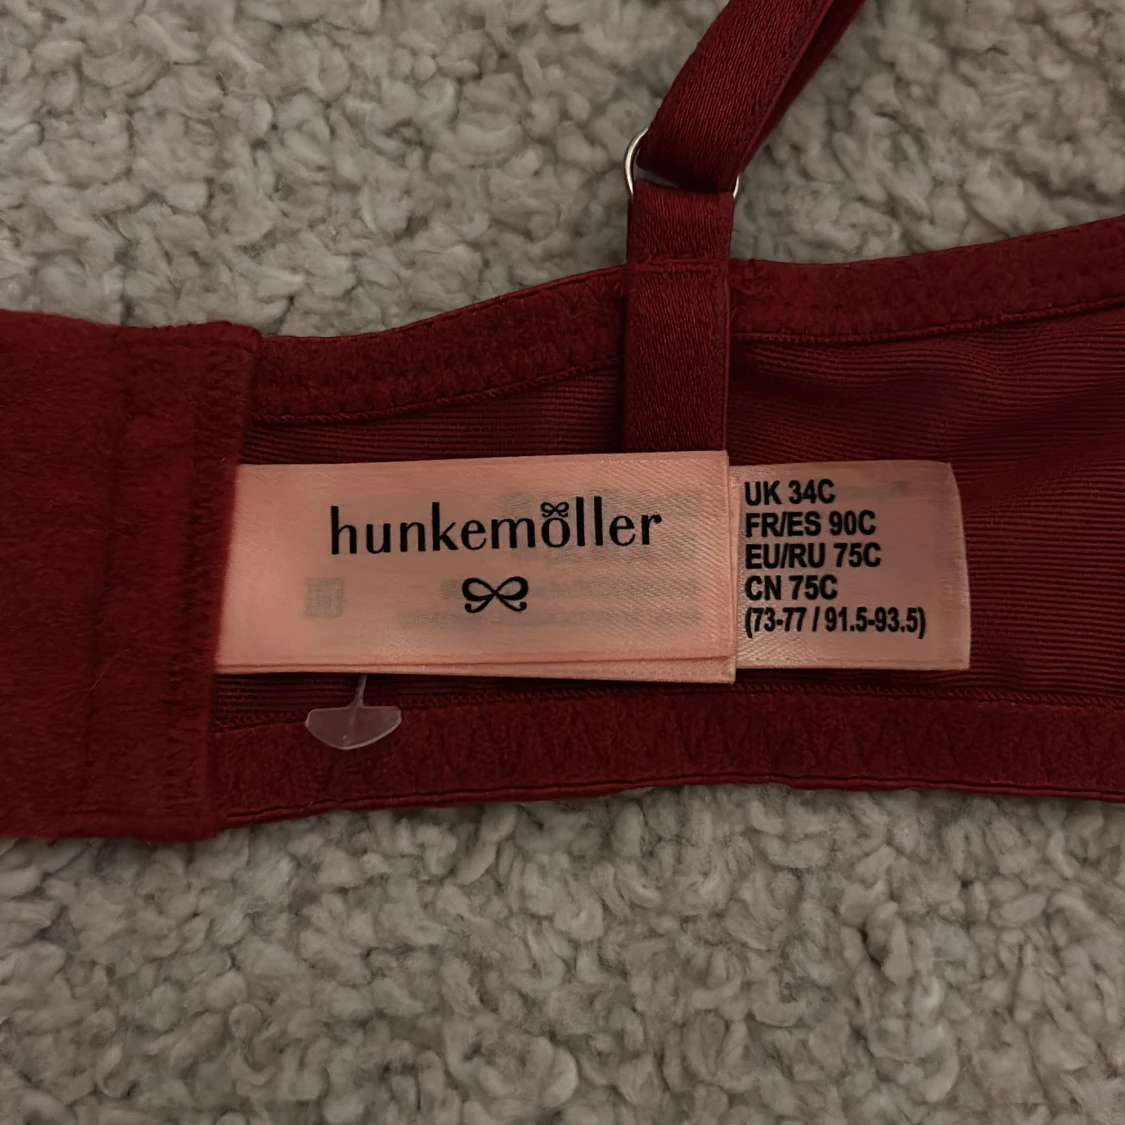 hunkemöller
UK 34C
FR/ES 90C
EU/RU 75C
CN 75C
(73-77 / 91.5-93.5)